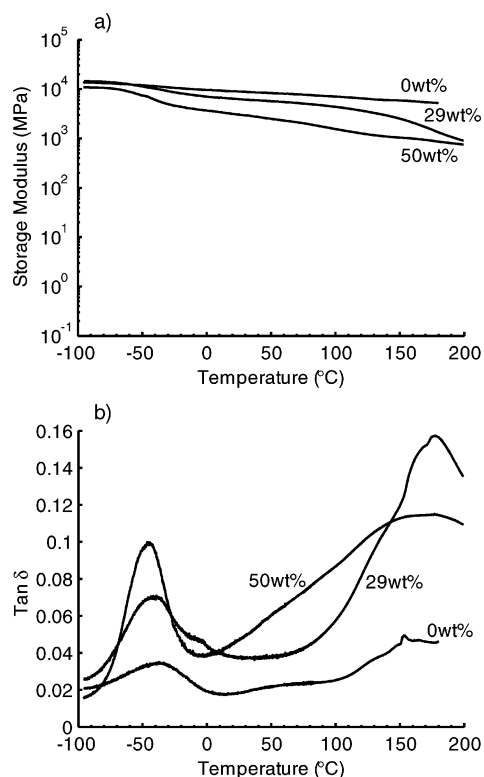 a)
Storage Modulus (MPa)
10^5
10^4
10^3
10^2
10^1
10^0
10^-1
0wt%
29wt%
50wt%
-100 -50 0 50 100 150 200
Temperature (°C)
b)
Tan δ
0.16
0.14
0.12
0.1
0.08
0.06
0.04
0.02
0
50wt%
29wt%
0wt%
-100 -50 0 50 100 150 200
Temperature (°C)